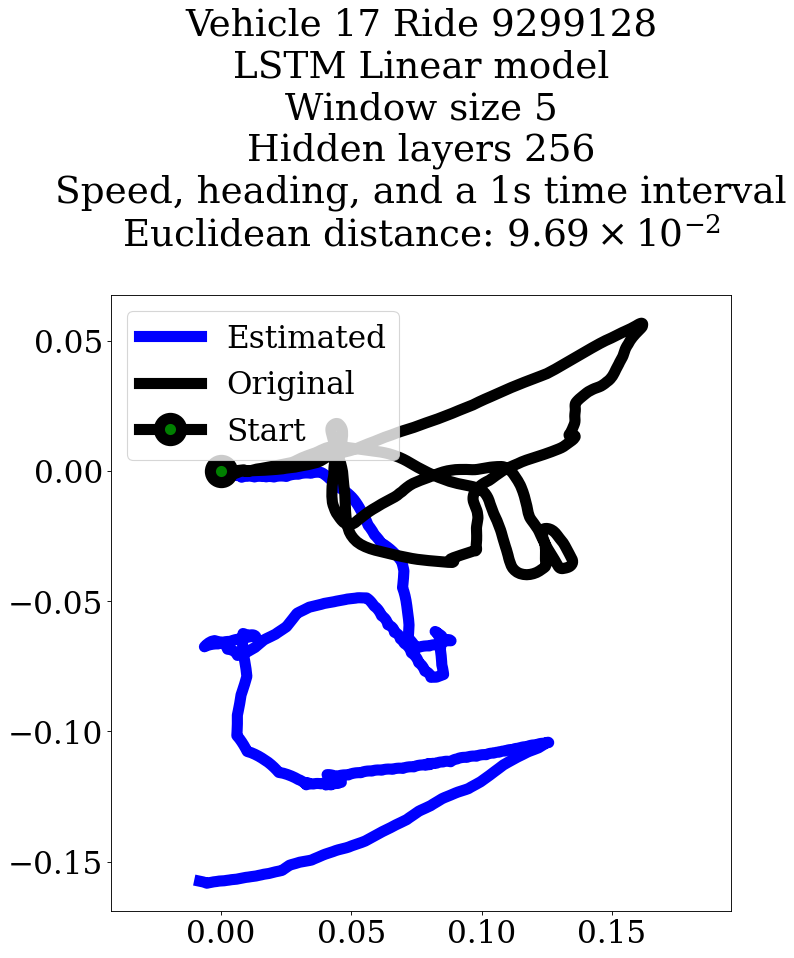 Vehicle 17 Ride 9299128
LSTM Linear model
Window size 5
Hidden layers 256
Speed, heading, and a 1s time interval
Euclidean distance: 9.69 × 10⁻²
Estimated
Original
Start
0.05
0.00
−0.05
−0.10
−0.15
0.00 0.05 0.10 0.15